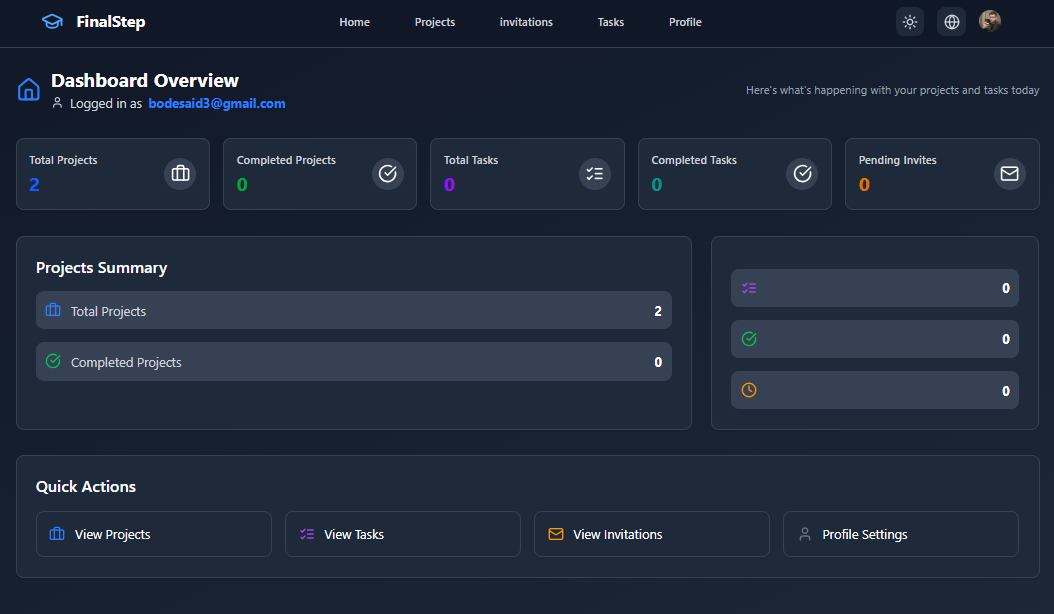 FinalStep
Home
Projects
invitations
Tasks
Profile
Dashboard Overview
Logged in as bodesaid3@gmail.com
Here's what's happening with your projects and tasks today
Total Projects
2
Completed Projects
0
Total Tasks
0
Completed Tasks
0
Pending Invites
0
Projects Summary
Total Projects 2
Completed Projects 0
0
0
0
Quick Actions
View Projects
View Tasks
View Invitations
Profile Settings